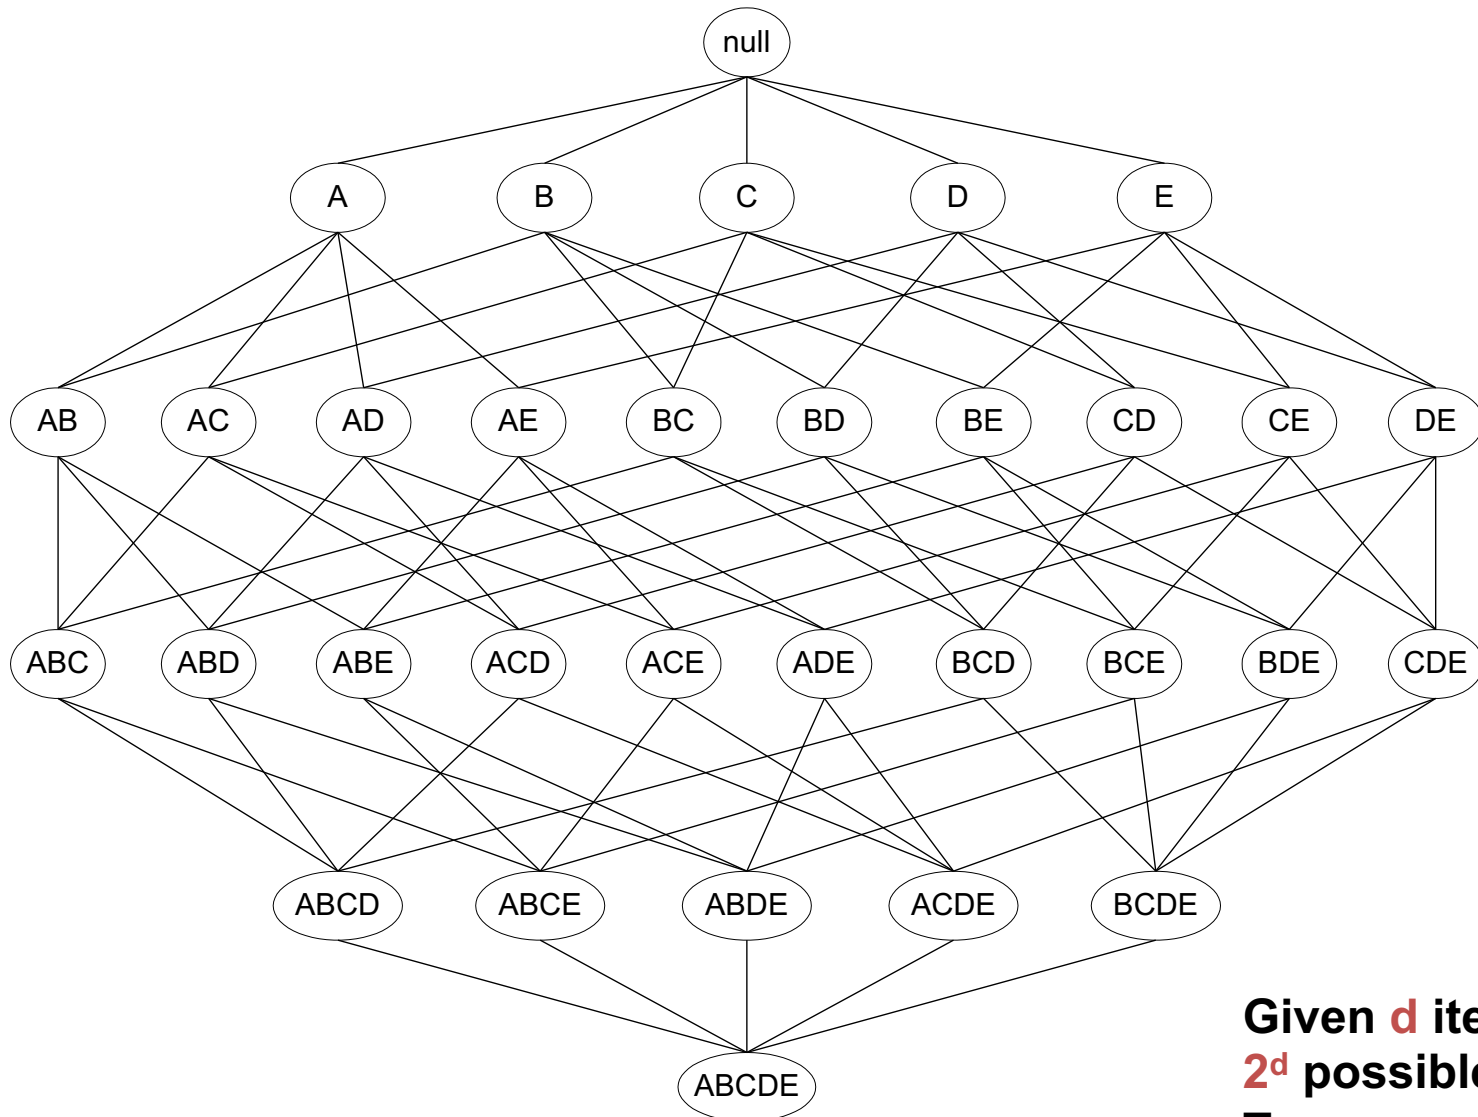 null
A B C D E
AB AC AD AE BC BD BE CD CE DE
ABC ABD ABE ACD ACE ADE BCD BCE BDE CDE
ABCD ABCE ABDE ACDE BCDE
ABCDE
Given d
2ᵈ possible